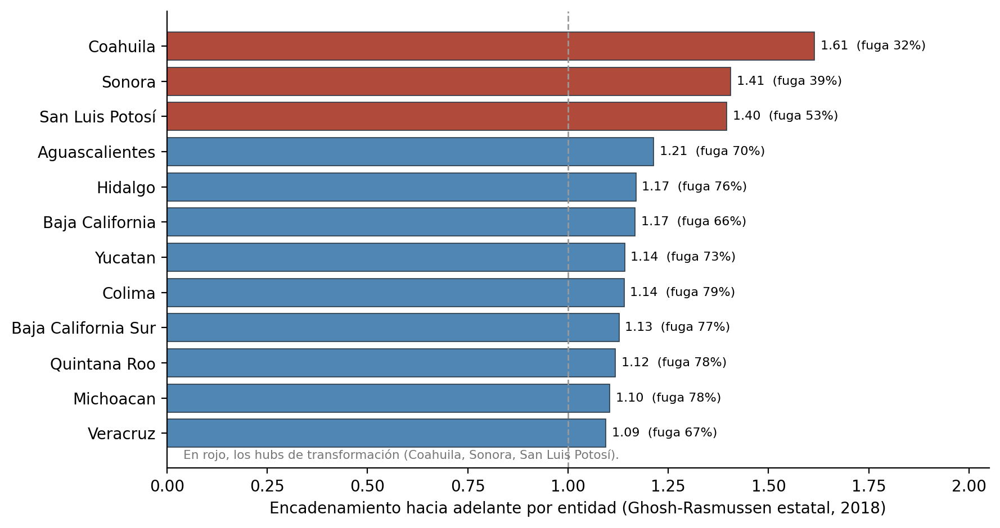 Coahuila 1.61 (fuga 32%)
Sonora 1.41 (fuga 39%)
San Luis Potosí 1.40 (fuga 53%)
Aguascalientes 1.21 (fuga 70%)
Hidalgo 1.17 (fuga 76%)
Baja California 1.17 (fuga 66%)
Yucatan 1.14 (fuga 73%)
Colima 1.14 (fuga 79%)
Baja California Sur 1.13 (fuga 77%)
Quintana Roo 1.12 (fuga 78%)
Michoacan 1.10 (fuga 78%)
Veracruz 1.09 (fuga 67%)
En rojo, los hubs de transformación (Coahuila, Sonora, San Luis Potosí).
0.00 0.25 0.50 0.75 1.00 1.25 1.50 1.75 2.00
Encadenamiento hacia adelante por entidad (Ghosh-Rasmussen estatal, 2018)